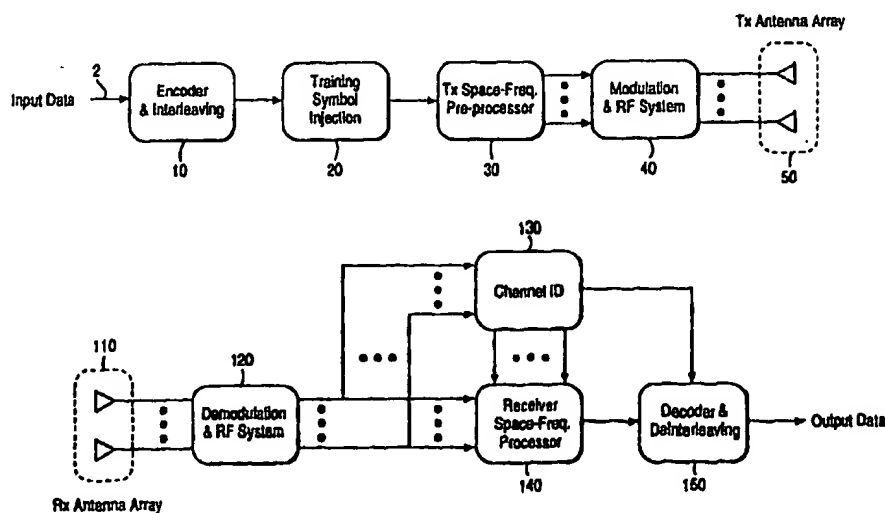 Tx Antenna Array
2
Input Data
Encoder
& Interleaving
Training
Symbol
Injection
Tx Space-Freq.
Pre-processor
Modulation
& RF System
10
20
30
40
50
130
Channel ID
110
120
Demodulation
& RF System
Receiver
Space-Freq.
Processor
Decoder &
Deinterleaving
Output Data
140
150
Rx Antenna Array